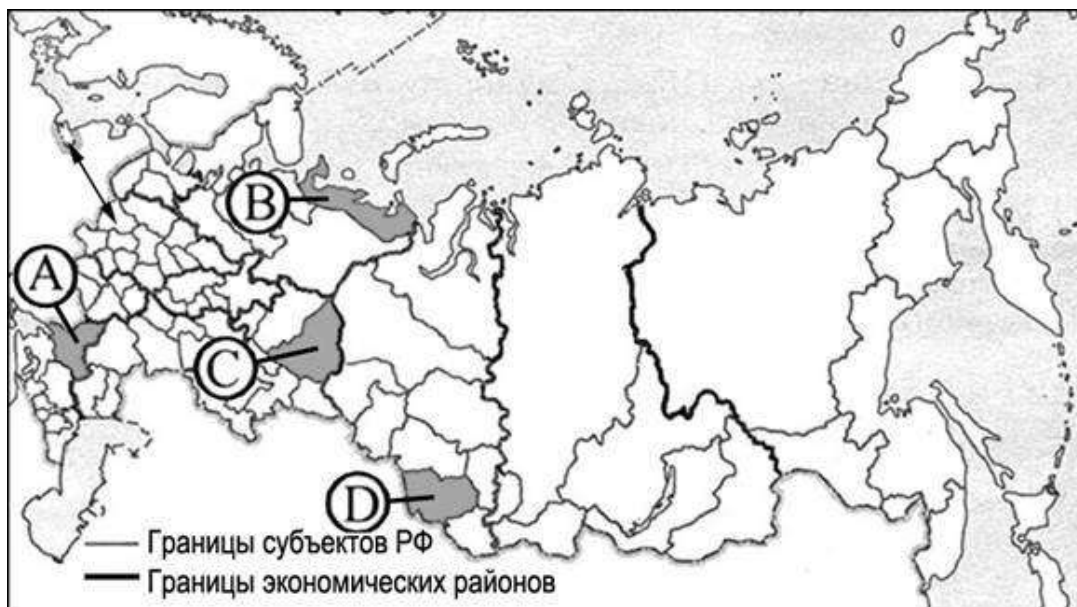 B
A
C
D
Границы субъектов РФ
Границы экономических районов